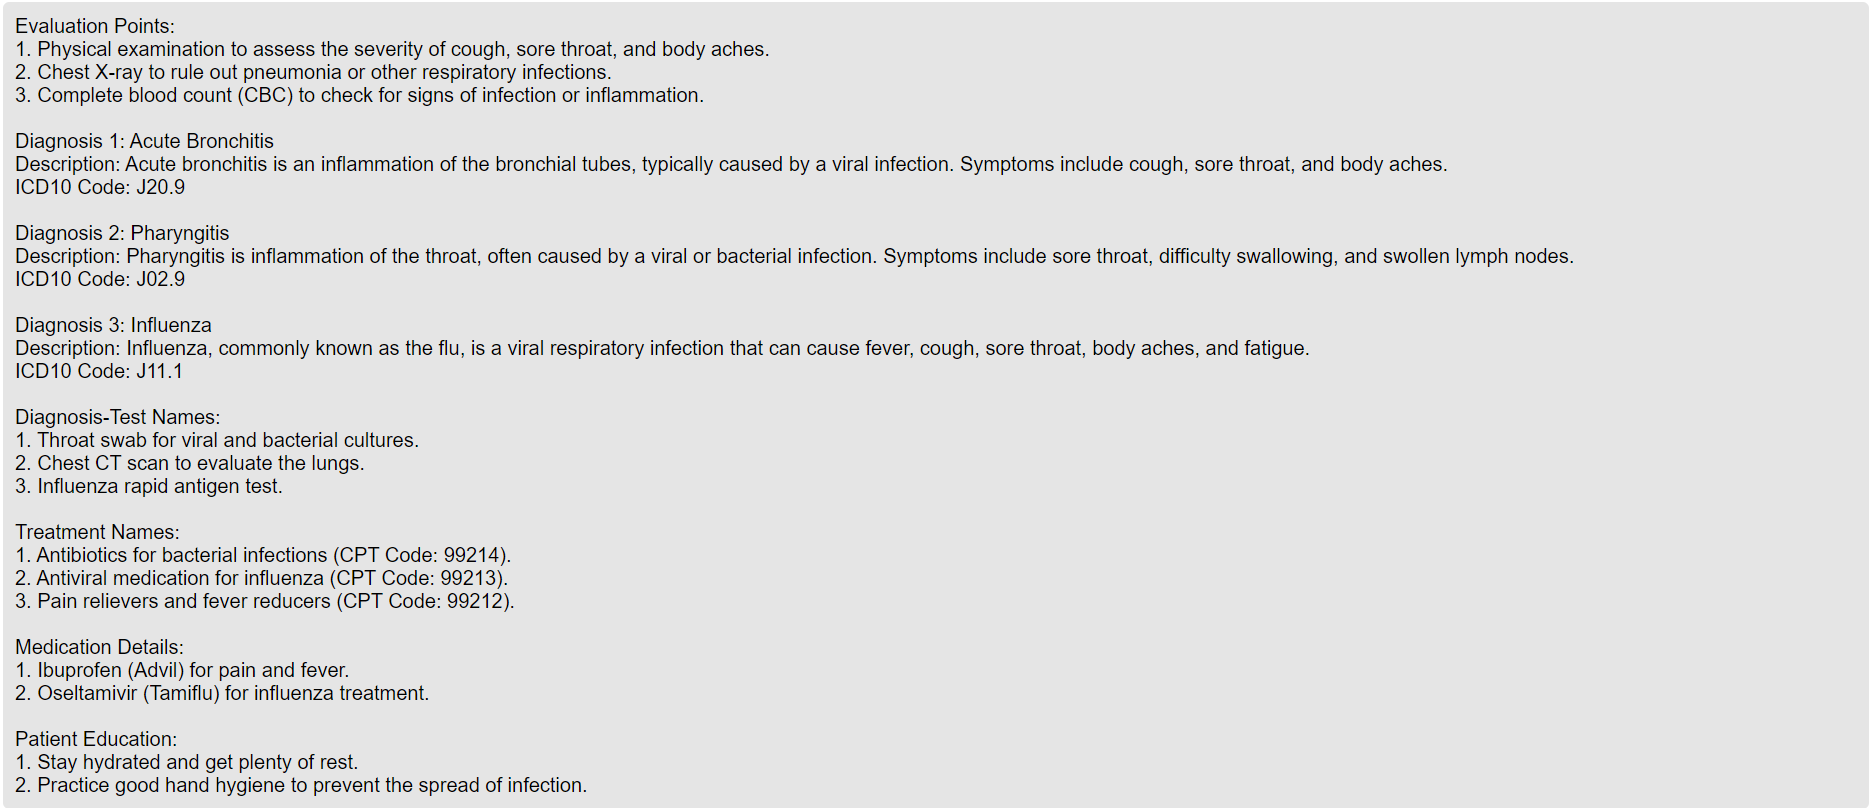 Evaluation Points:
1. Physical examination to assess the severity of cough, sore throat, and body aches.
2. Chest X-ray to rule out pneumonia or other respiratory infections.
3. Complete blood count (CBC) to check for signs of infection or inflammation.
Diagnosis 1: Acute Bronchitis
Description: Acute bronchitis is an inflammation of the bronchial tubes, typically caused by a viral infection. Symptoms include cough, sore throat, and body aches.
ICD10 Code: J20.9
Diagnosis 2: Pharyngitis
Description: Pharyngitis is inflammation of the throat, often caused by a viral or bacterial infection. Symptoms include sore throat, difficulty swallowing, and swollen lymph nodes.
ICD10 Code: J02.9
Diagnosis 3: Influenza
Description: Influenza, commonly known as the flu, is a viral respiratory infection that can cause fever, cough, sore throat, body aches, and fatigue.
ICD10 Code: J11.1
Diagnosis-Test Names:
1. Throat swab for viral and bacterial cultures.
2. Chest CT scan to evaluate the lungs.
3. Influenza rapid antigen test.
Treatment Names:
1. Antibiotics for bacterial infections (CPT Code: 99214).
2. Antiviral medication for influenza (CPT Code: 99213).
3. Pain relievers and fever reducers (CPT Code: 99212).
Medication Details:
1. Ibuprofen (Advil) for pain and fever.
2. Oseltamivir (Tamiflu) for influenza treatment.
Patient Education:
1. Stay hydrated and get plenty of rest.
2. Practice good hand hygiene to prevent the spread of infection.